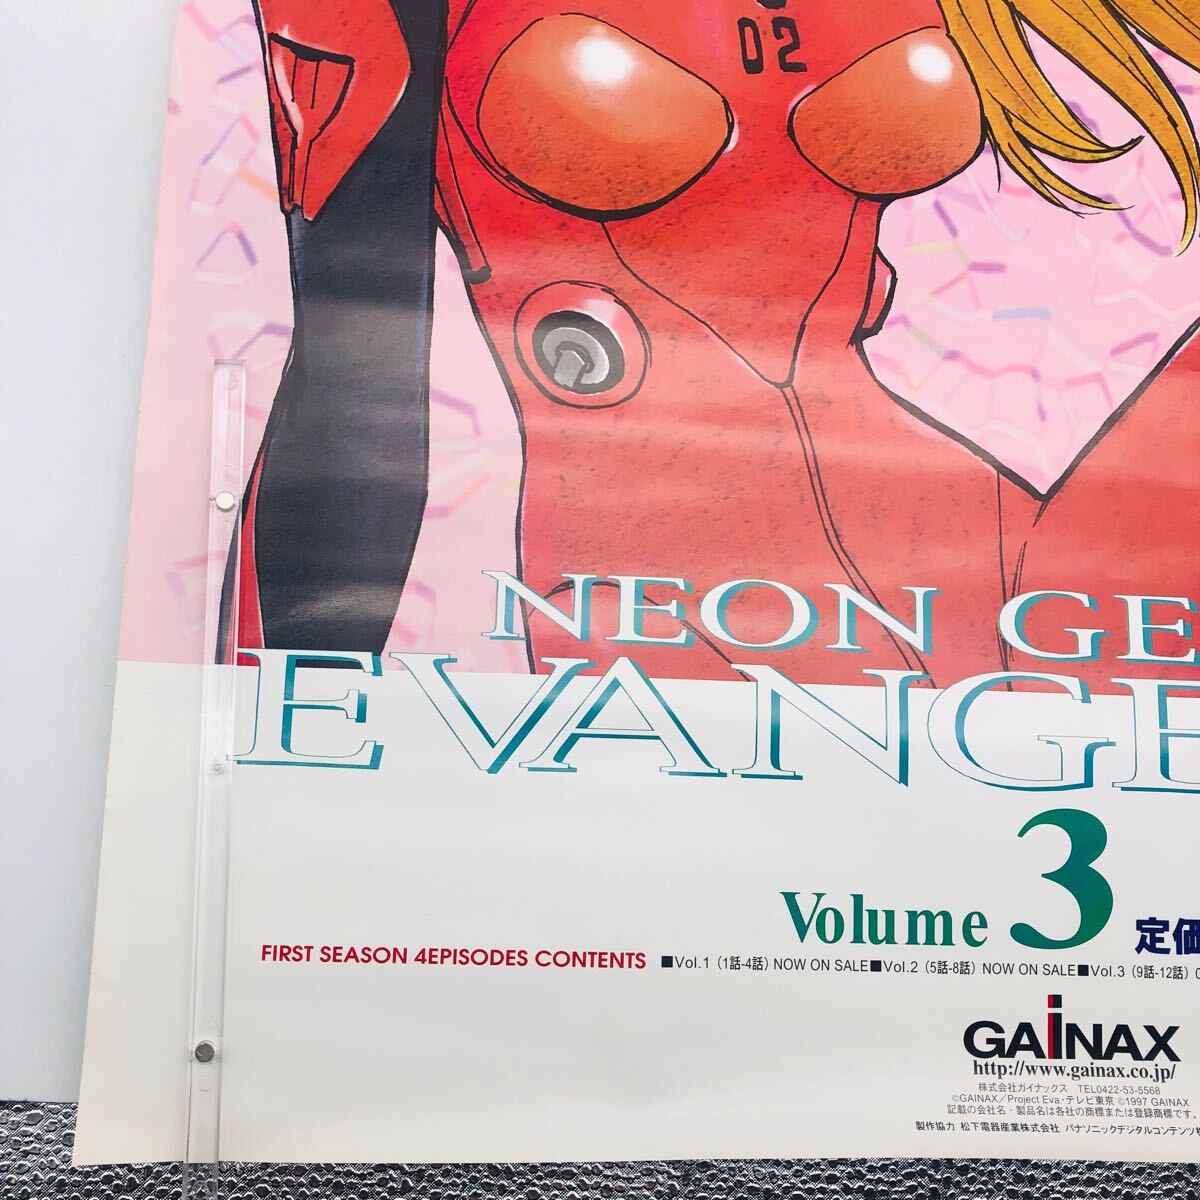 02
NEON GE
EVANGE
Volume 3 定価
FIRST SEASON 4EPISODES CONTENTS ■Vol.1（1話-4話）NOW ON SALE■Vol.2（5話-8話）NOW ON SALE■Vol.3（9話-12話）
GAiNAX
http://www.gainax.co.jp/
株式会社ガイナックス TEL0422-53-5568
©GAINAX／Project Eva.・テレビ東京 ©1997 GAINAX
記載の会社名・製品名は各社の商標または登録商標です。
製作協力 松下電器産業株式会社 パナソニックデジタルコンテンツ